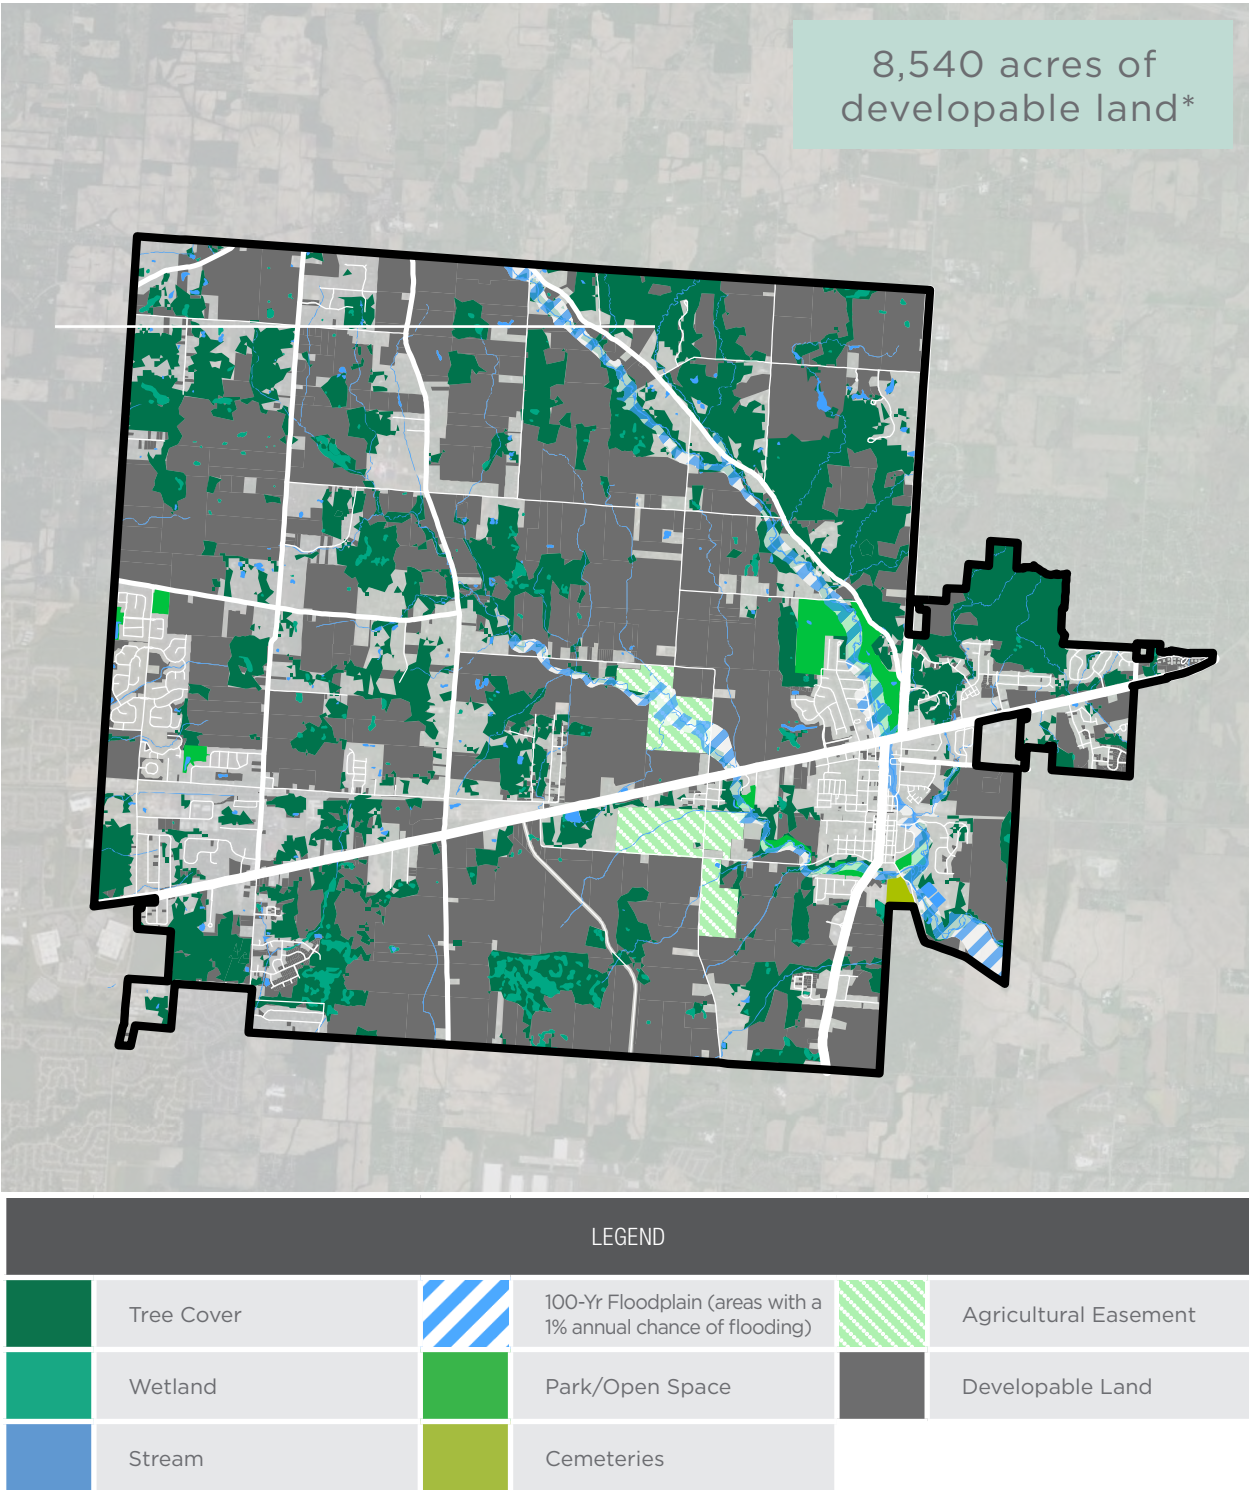 8,540 acres of
developable land*
LEGEND
Tree Cover
100-Yr Floodplain (areas with a
1% annual chance of flooding)
Agricultural Easement
Wetland
Park/Open Space
Developable Land
Stream
Cemeteries